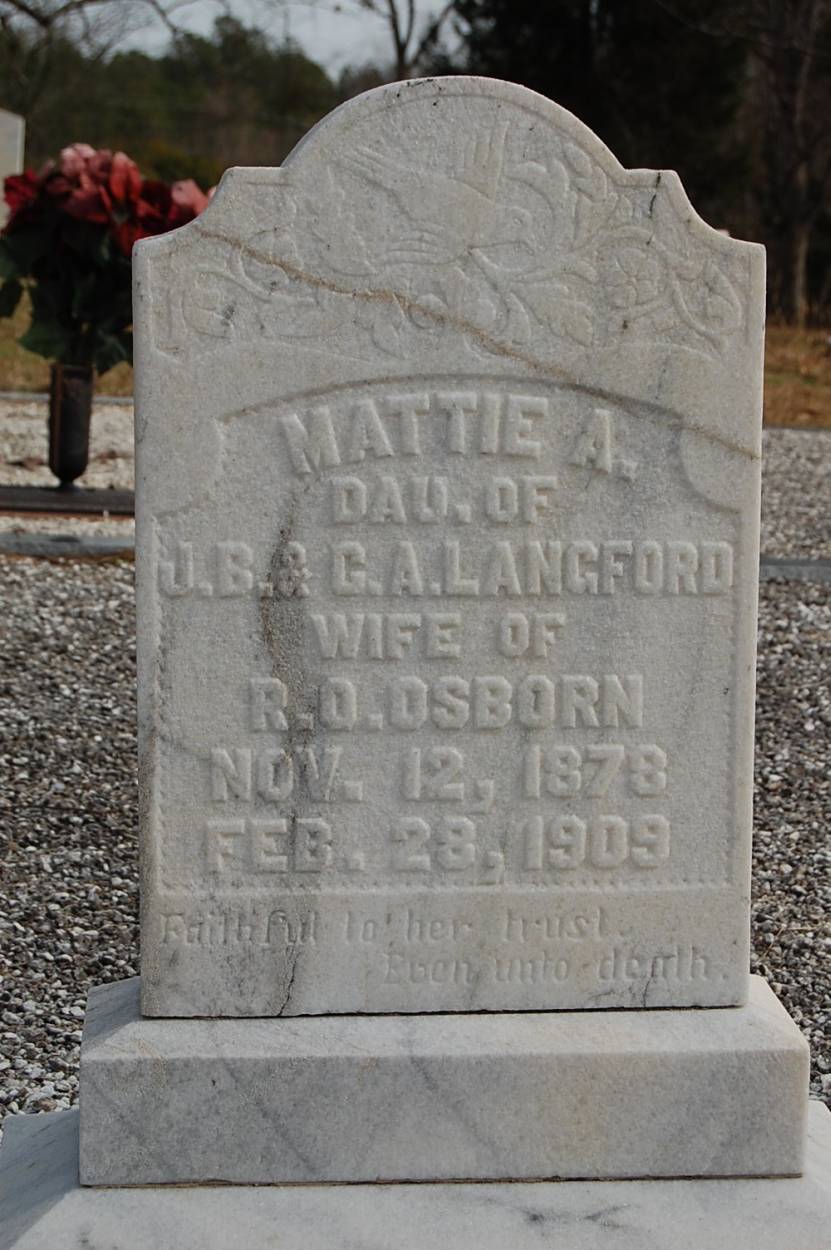 MATTIE A.
DAU. OF
J. B. & C. A. LANGFORD
WIFE OF
R. O. OSBORN
NOV. 12, 1878
FEB. 28, 1909
Faithful to her trust.
Even unto death.